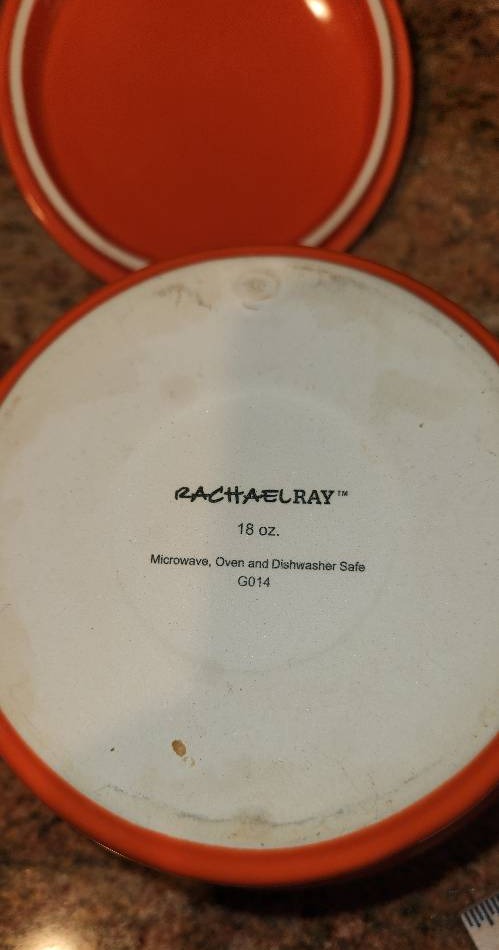 RACHAELRAY™
18 oz.
Microwave, Oven and Dishwasher Safe
G014